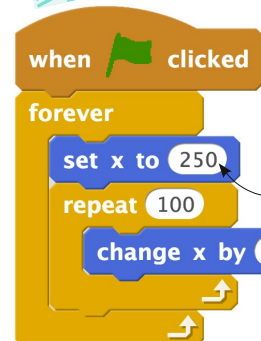 when clicked
forever
set x to 250
repeat 100
change x by